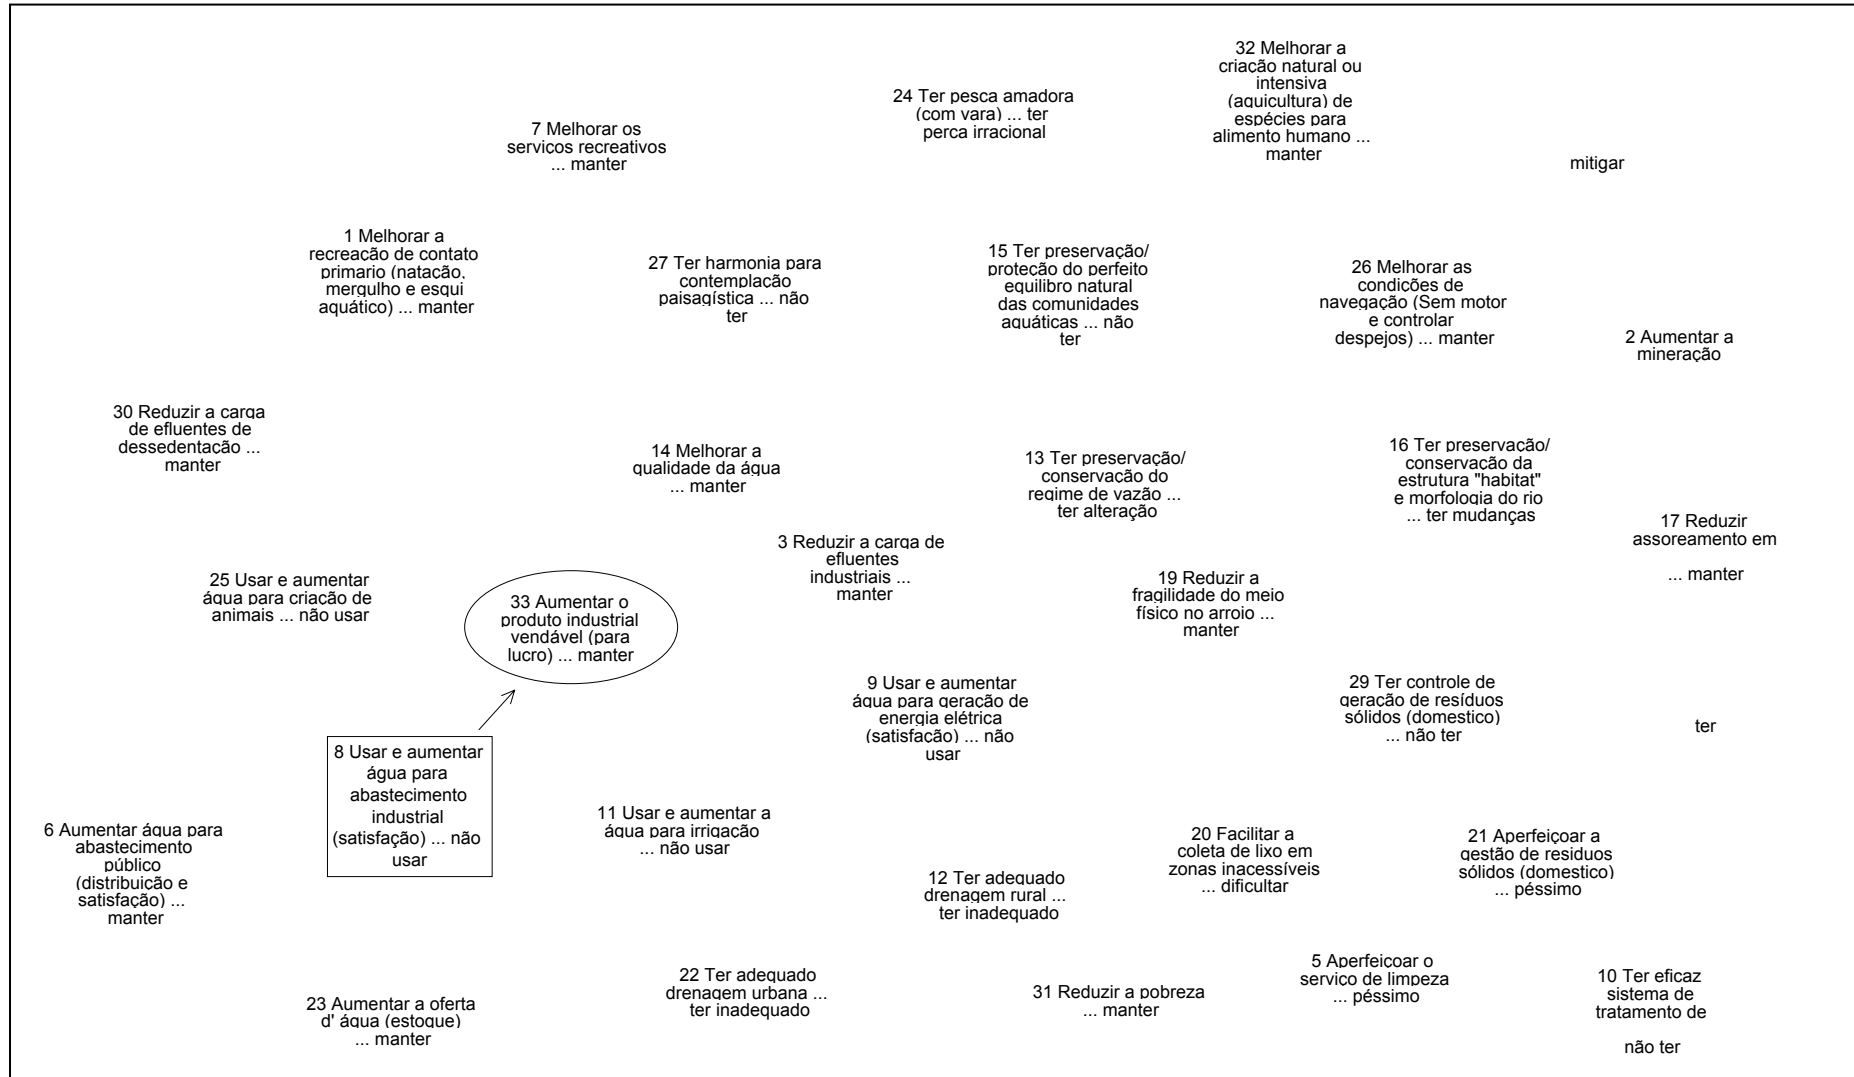 32 Melhorar a
criação natural ou
intensiva
(aquicultura) de
espécies para
alimento humano ...
manter
24 Ter pesca amadora
(com vara) ... ter
perca irracional
7 Melhorar os
serviços recreativos
... manter
mitigar
1 Melhorar a
recreação de contato
primario (natação,
mergulho e esqui
aquático) ... manter
27 Ter harmonia para
contemplação
paisagística ... não
ter
15 Ter preservação/
proteção do perfeito
equilibro natural
das comunidades
aquáticas ... não
ter
26 Melhorar as
condições de
navegação (Sem motor
e controlar
despejos) ... manter
2 Aumentar a
mineração
30 Reduzir a carga
de efluentes de
dessedentação ...
manter
14 Melhorar a
qualidade da água
... manter
13 Ter preservação/
conservação do
regime de vazão ...
ter alteração
16 Ter preservação/
conservação da
estrutura "habitat"
e morfologia do rio
... ter mudanças
17 Reduzir
assoreamento em
... manter
3 Reduzir a carga de
efluentes
industriais ...
manter
25 Usar e aumentar
água para criação de
animais ... não usar
33 Aumentar o
produto industrial
vendável (para
lucro) ... manter
19 Reduzir a
fragilidade do meio
físico no arroio ...
manter
9 Usar e aumentar
água para geração de
energia elétrica
(satisfação) ... não
usar
29 Ter controle de
geração de resíduos
sólidos (domestico)
... não ter
ter
8 Usar e aumentar
água para
abastecimento
industrial
(satisfação) ... não
usar
6 Aumentar água para
abastecimento
público
(distribuição e
satisfação) ...
manter
11 Usar e aumentar a
água para irrigação
... não usar
12 Ter adequado
drenagem rural ...
ter inadequado
20 Facilitar a
coleta de lixo em
zonas inacessíveis
... dificultar
21 Aperfeiçoar a
gestão de residuos
sólidos (domestico)
... péssimo
23 Aumentar a oferta
d' água (estoque)
... manter
22 Ter adequado
drenagem urbana ...
ter inadequado
31 Reduzir a pobreza
... manter
5 Aperfeiçoar o
serviço de limpeza
... péssimo
10 Ter eficaz
sistema de
tratamento de
não ter